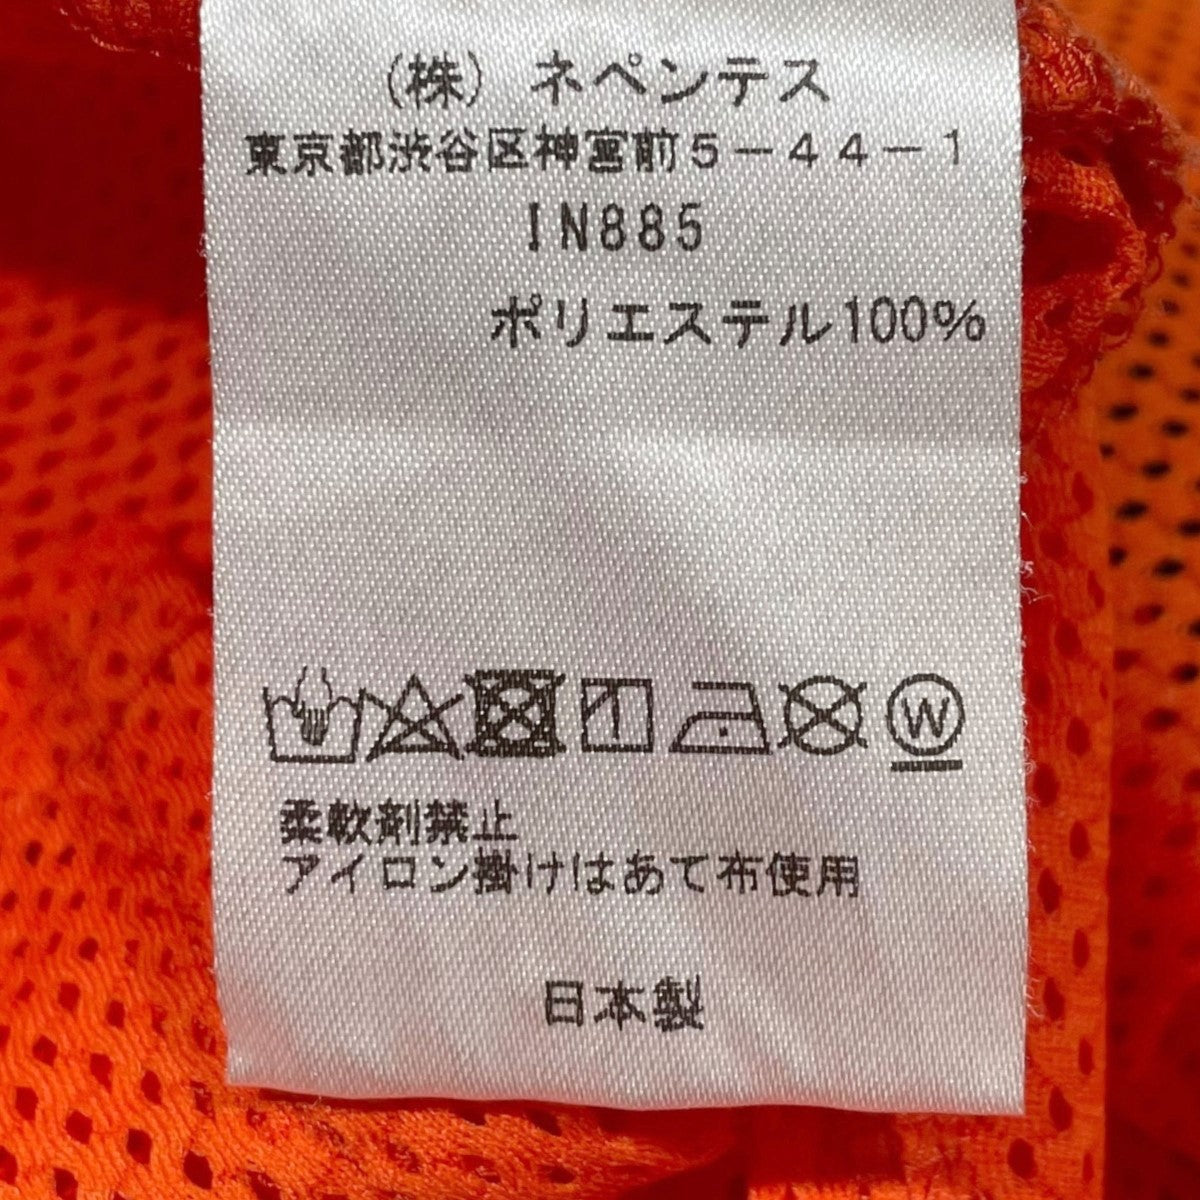 （株）ネペンテス
東京都渋谷区神宮前５－４４－１
IN885
ポリエステル100%
W
柔軟剤禁止
アイロン掛けはあて布使用
日本製